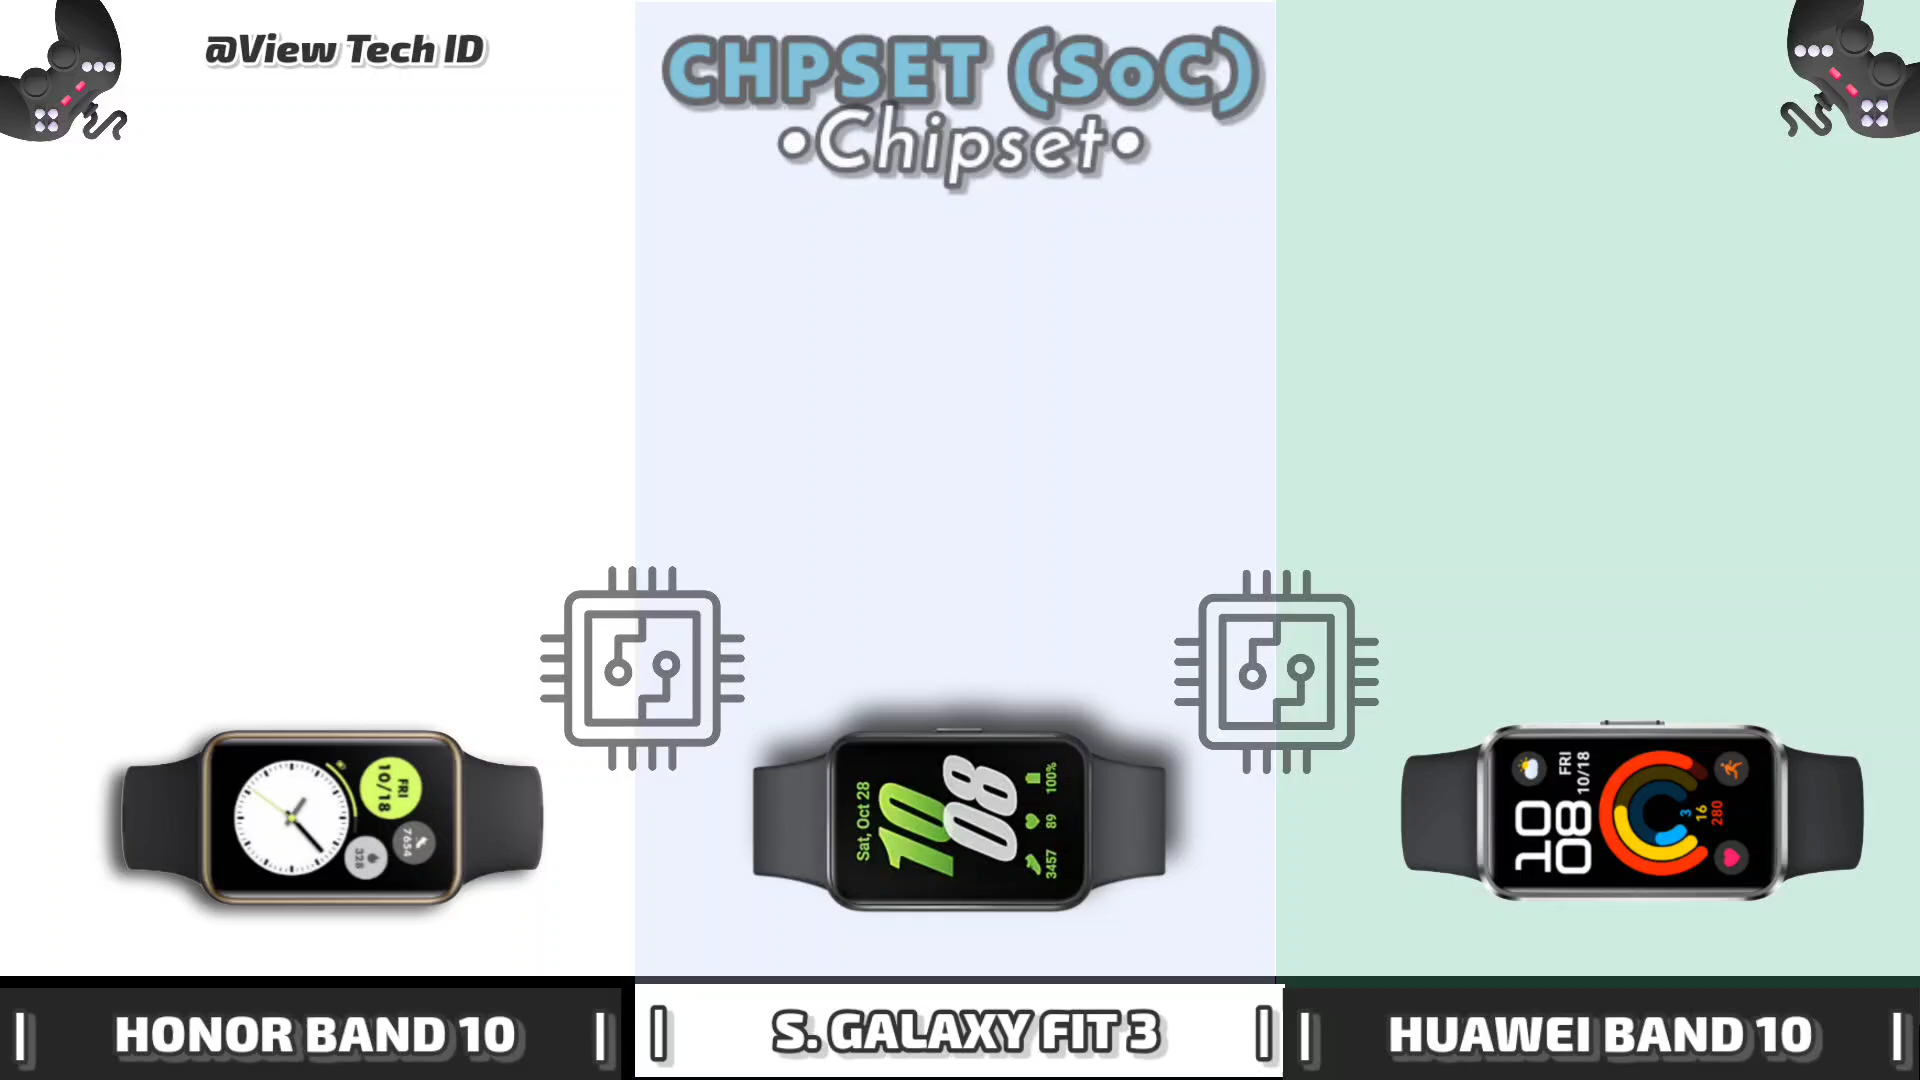 @View Tech ID
CHPSET (SoC)
•Chipset•
FRI
10/18
7654
328
Sat, Oct 28
10
08
100%
89
3457
FRI
10/18
10
08
3
16
280
| HONOR BAND 10 |
| S. GALAXY FIT 3 |
| HUAWEI BAND 10 |